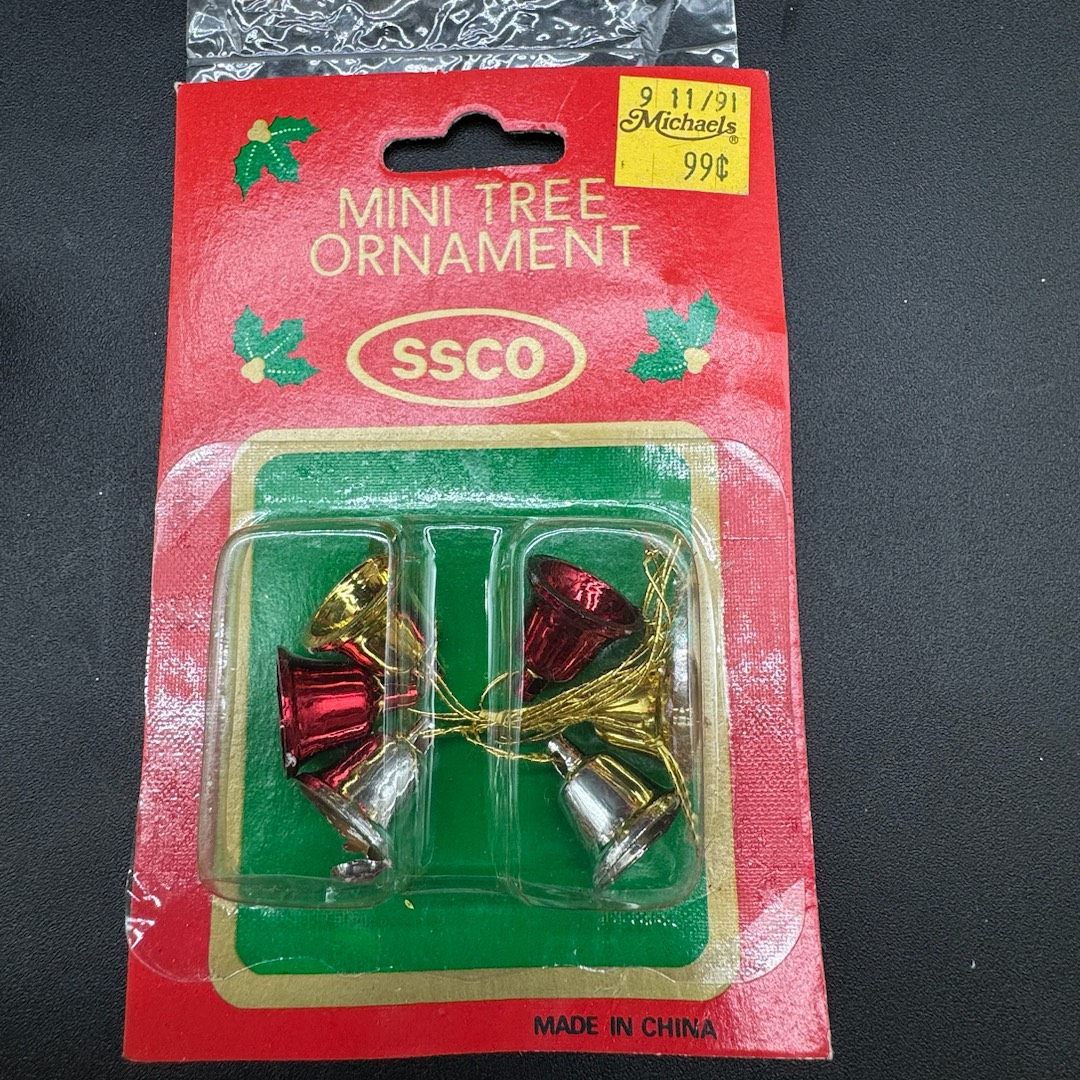 9 11/91
Michaels®
99¢
MINI TREE
ORNAMENT
SSCO
MADE IN CHINA